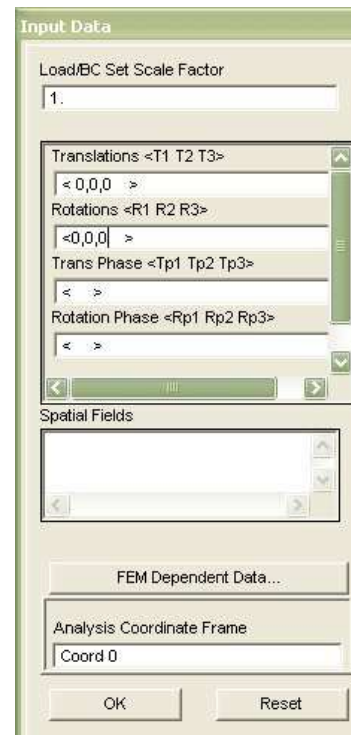 Input Data
Load/BC Set Scale Factor
1.
Translations <T1 T2 T3>
< 0,0,0 >
Rotations <R1 R2 R3>
<0,0,0 >
Trans Phase <Tp1 Tp2 Tp3>
< >
Rotation Phase <Rp1 Rp2 Rp3>
< >
Spatial Fields
FEM Dependent Data...
Analysis Coordinate Frame
Coord 0
OK Reset